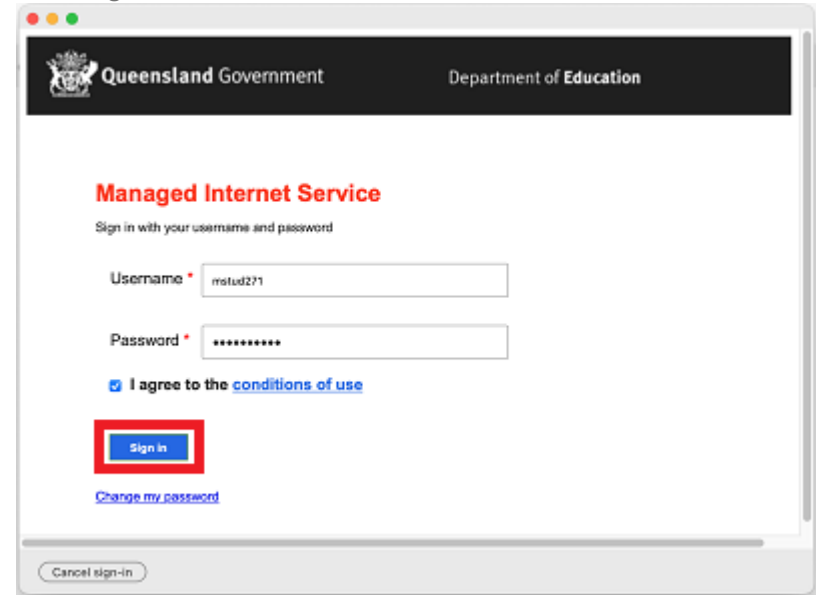 Queensland Government
Department of Education
Managed Internet Service
Sign in with your username and password
Username *
mstud271
Password *
••••••••••
I agree to the conditions of use
Sign in
Change my password
Cancel sign-in